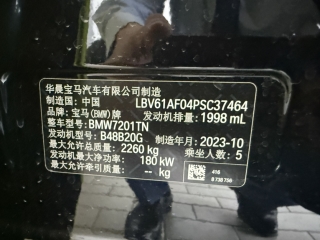 华晨宝马汽车有限公司制造
制造国：中国 LBV61AF04PSC37464
品牌：宝马(BMW)牌 发动机排量：1998 mL
整车型号：BMW7201TN
发动机型号：B48B20G 制造年月：2023-10
最大允许总质量：2260 kg 乘坐人数：5
发动机最大净功率：180 kW
最大允许牵引质量：-- kg